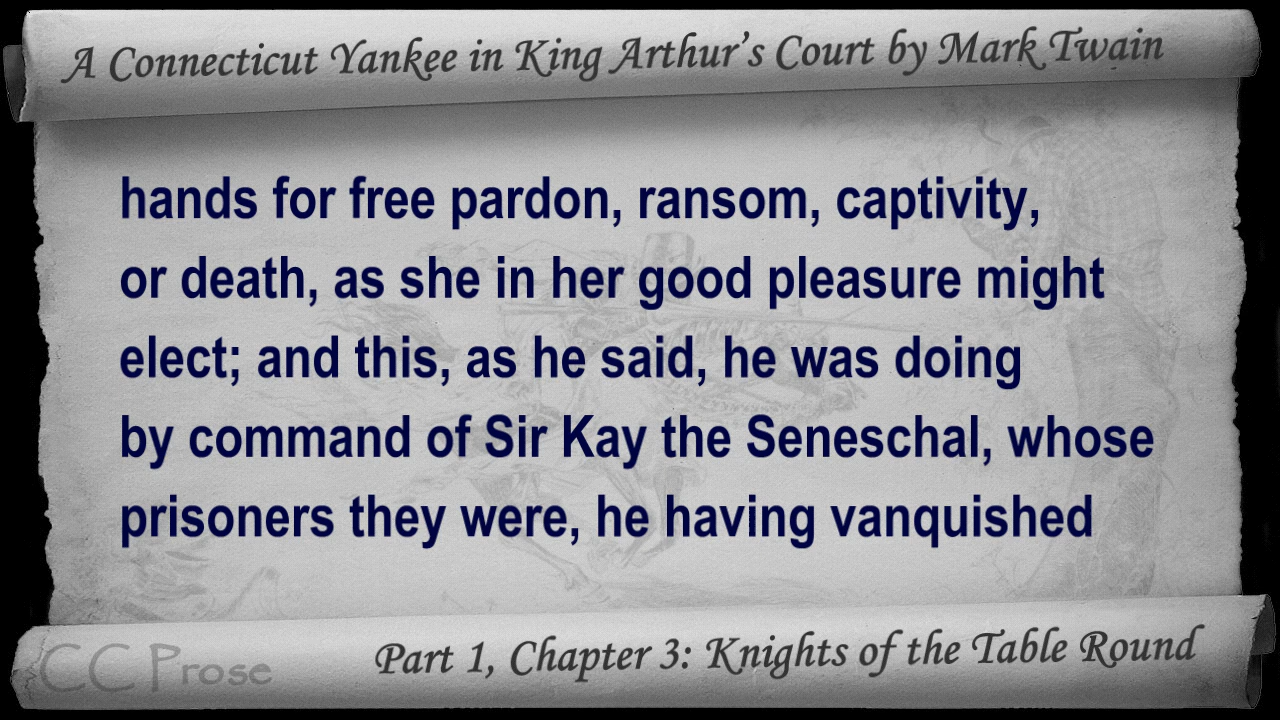 A Connecticut Yankee in King Arthur's Court by Mark Twain
hands for free pardon, ransom, captivity,
or death, as she in her good pleasure might
elect; and this, as he said, he was doing
by command of Sir Kay the Seneschal, whose
prisoners they were, he having vanquished
CC Prose
Part 1, Chapter 3: Knights of the Table Round